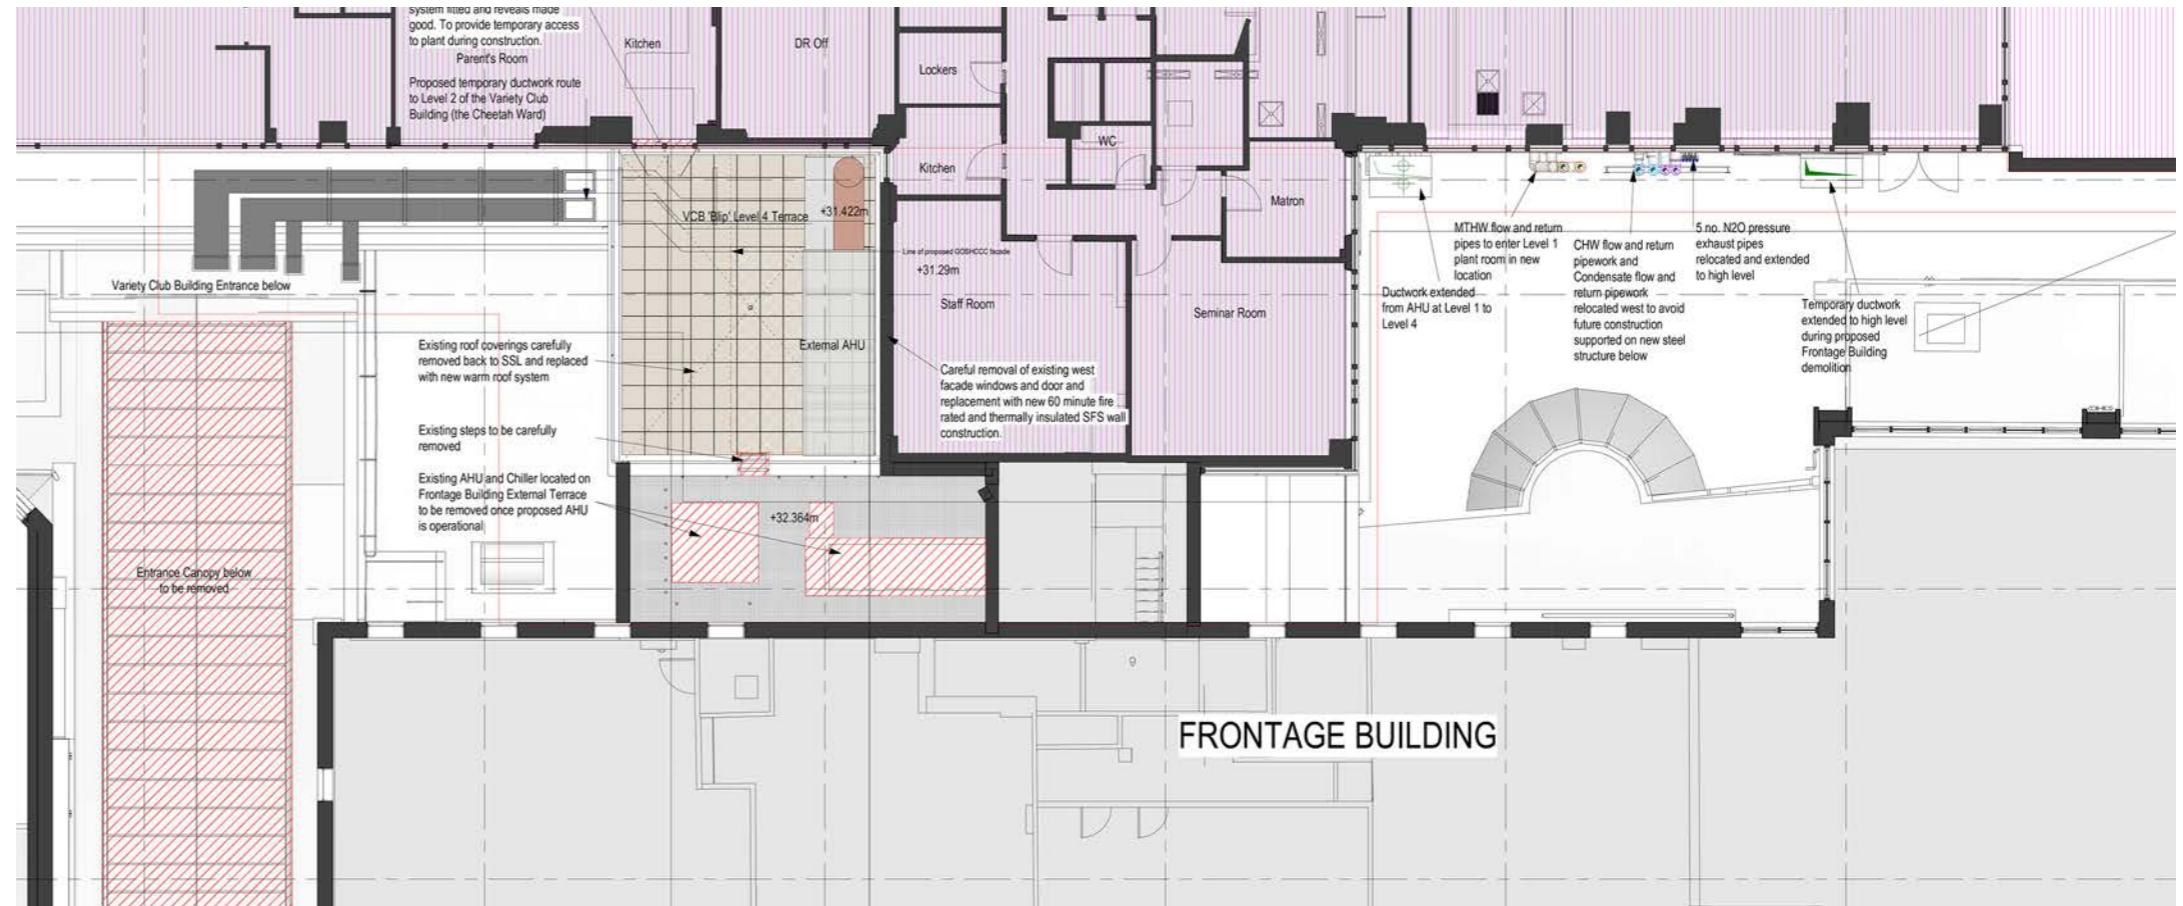 system fitted and reveals made
good. To provide temporary access
to plant during construction.
Parent's Room
Proposed temporary ductwork route
to Level 2 of the Variety Club
Building (the Cheetah Ward)
Kitchen
DR Off
Lockers
Kitchen
WC
Matron
VCB 'Blip' Level 4 Terrace
+31.422m
Line of proposed GOSHCCC facade
+31.29m
Staff Room
Seminar Room
External AHU
Variety Club Building Entrance below
Existing roof coverings carefully
removed back to SSL and replaced
with new warm roof system
Careful removal of existing west
facade windows and door and
replacement with new 60 minute fire
rated and thermally insulated SFS wall
construction.
Existing steps to be carefully
removed
Existing AHU and Chiller located on
Frontage Building External Terrace
to be removed once proposed AHU
is operational
+32.364m
Entrance Canopy below
to be removed
Ductwork extended
from AHU at Level 1 to
Level 4
MTHW flow and return
pipes to enter Level 1
plant room in new
location
CHW flow and return
pipework and
Condensate flow and
return pipework
relocated west to avoid
future construction
supported on new steel
structure below
5 no. N2O pressure
exhaust pipes
relocated and extended
to high level
Temporary ductwork
extended to high level
during proposed
Frontage Building
demolition
FRONTAGE BUILDING